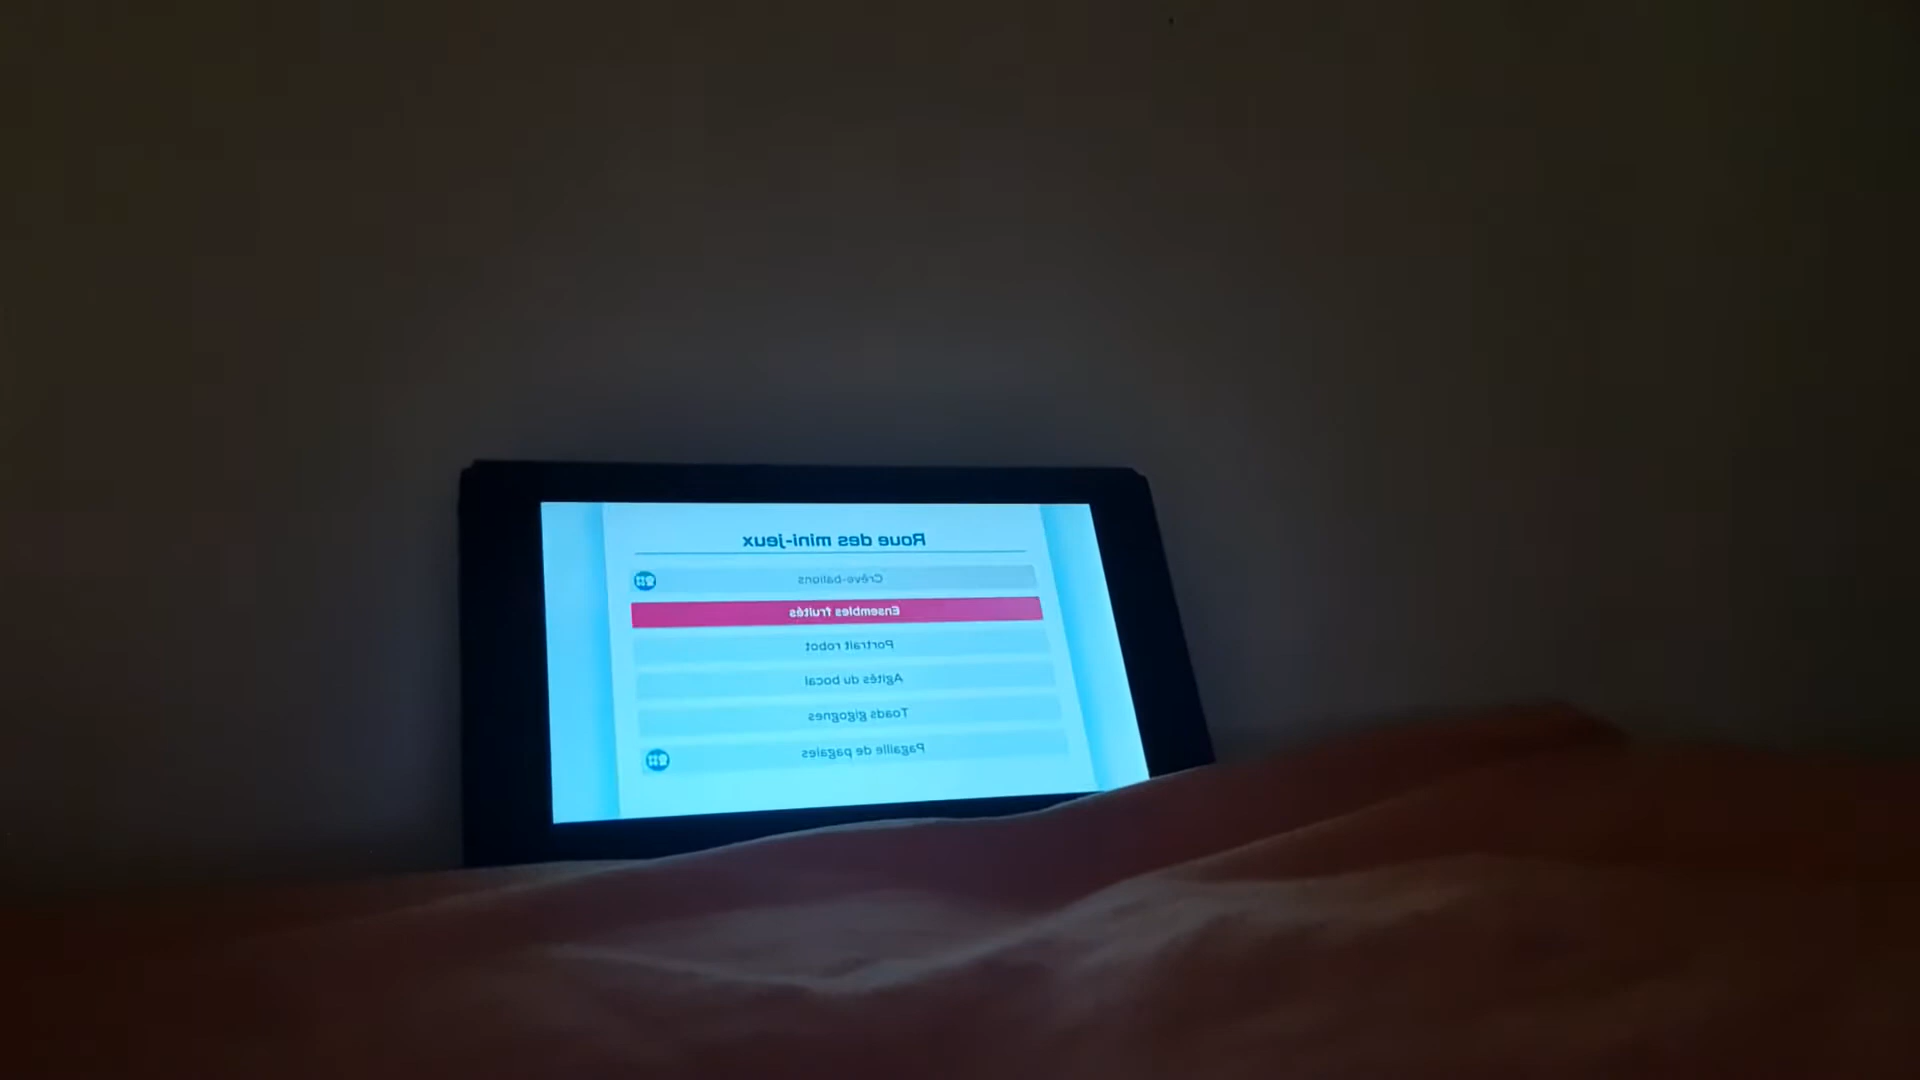 Roue des mini-jeux
Crève-ballons
Ensembles fruités
Portrait robot
Agités du bocal
Toads gigognes
Pagaille de pagaies